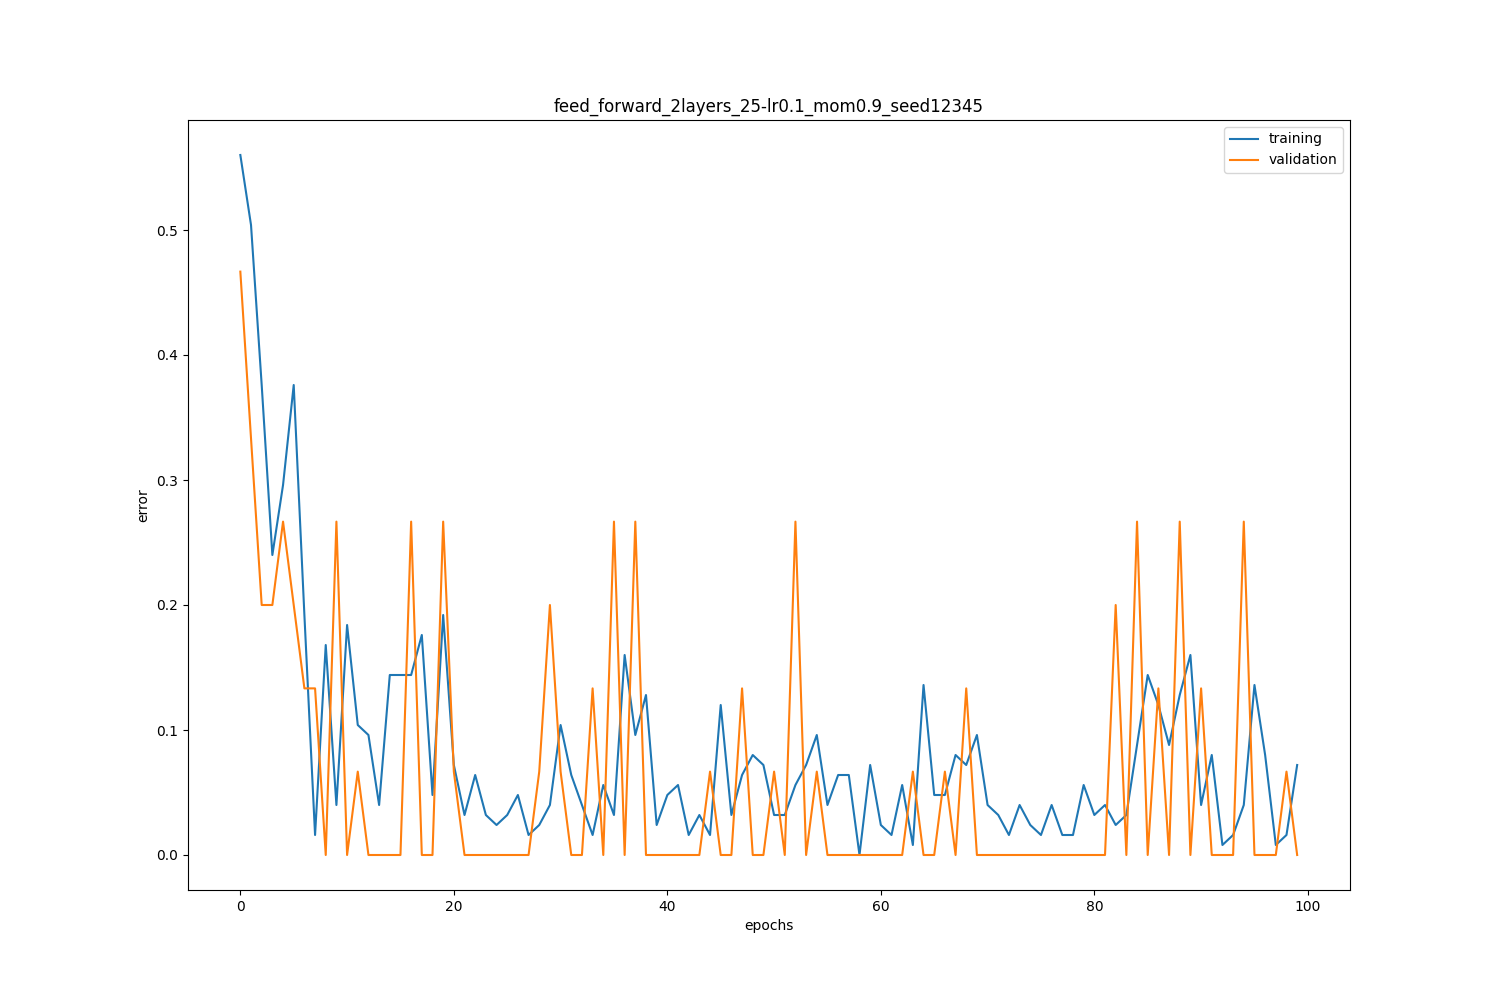 feed_forward_2layers_25-lr0.1_mom0.9_seed12345
training
validation
0.5
0.4
0.3
0.2
0.1
0.0
error
0 20 40 60 80 100
epochs